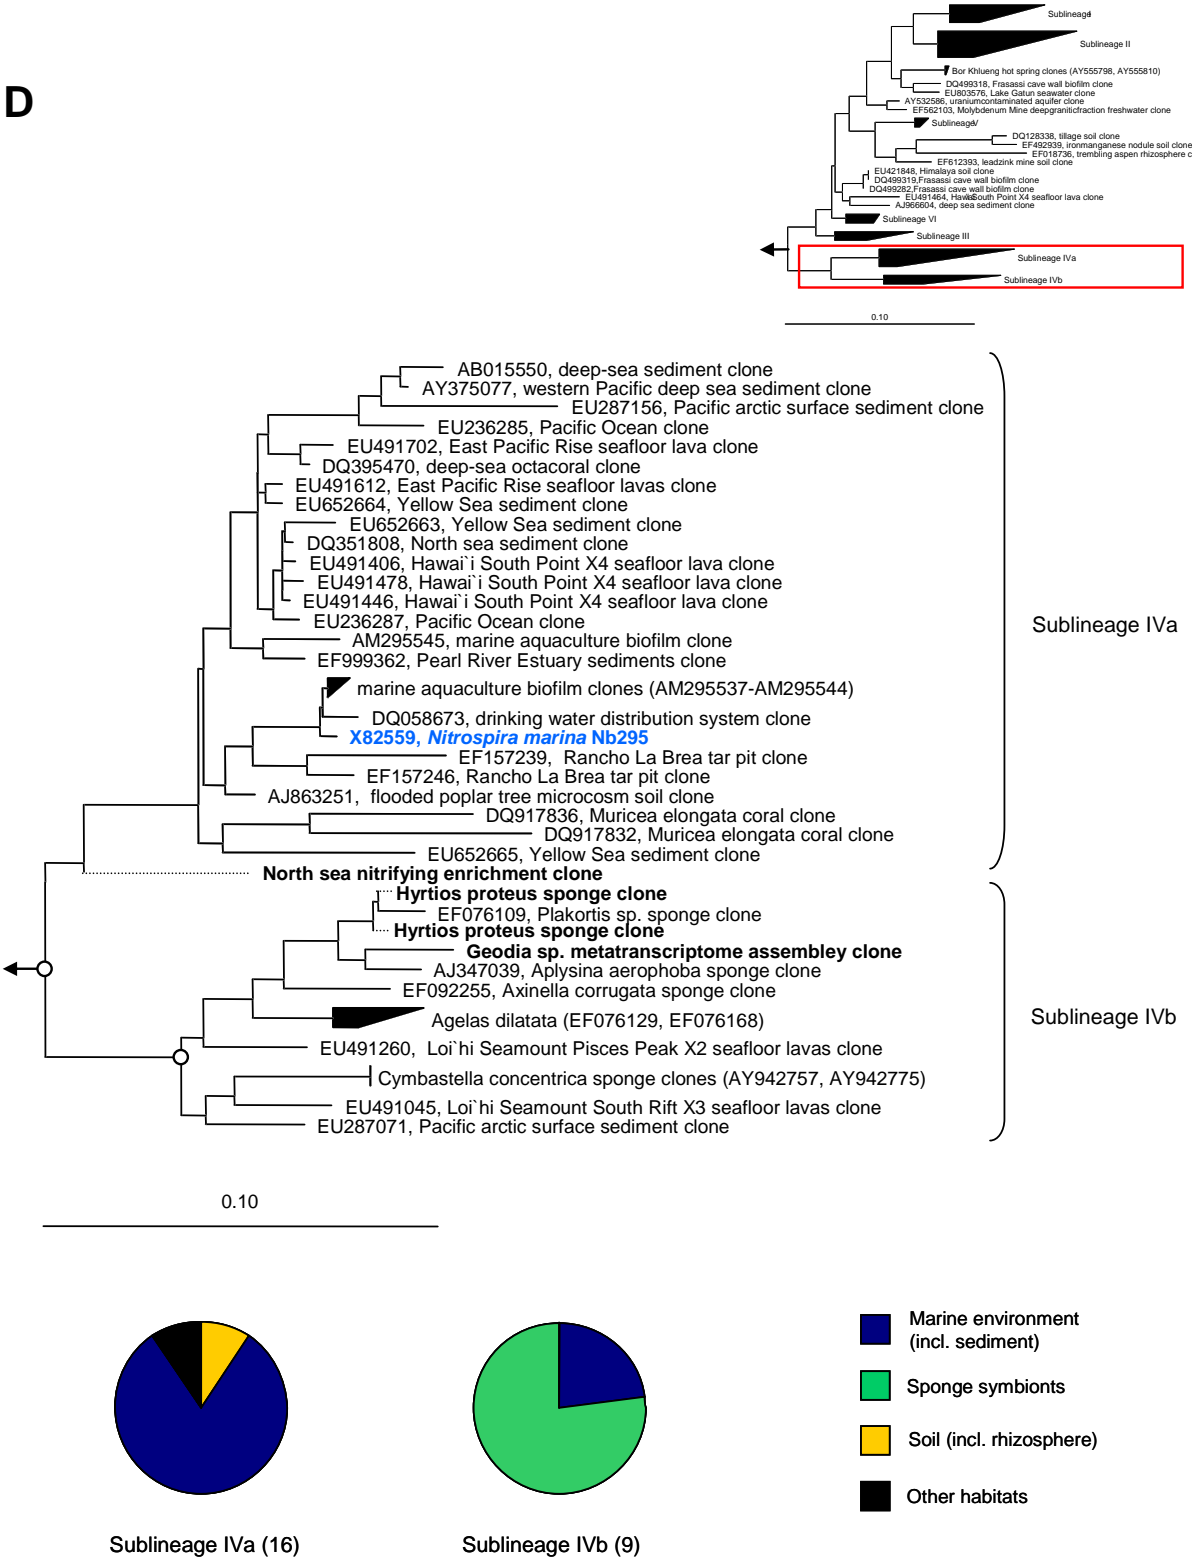 D
Sublineage I
Sublineage II
Bor Khlueng hot spring clones (AY555798, AY555810)
DQ499318, Frasassi cave wall biofilm clone
EU803576, Lake Gatun seawater clone
AY532586, uraniumcontaminated aquifer clone
EF562103, Molybdenum Mine deepgraniticfraction freshwater clone
Sublineage V
DQ128338, tillage soil clone
EF492939, ironmanganese nodule soil clone
EF018736, trembling aspen rhizosphere c
EF612393, leadzink mine soil clone
EU421848, Himalaya soil clone
DQ499319,Frasassi cave wall biofilm clone
DQ499282,Frasassi cave wall biofilm clone
EU491464, Hawai`i South Point X4 seafloor lava clone
AJ966604, deep sea sediment clone
Sublineage VI
Sublineage III
Sublineage IVa
Sublineage IVb
0.10
AB015550, deep-sea sediment clone
AY375077, western Pacific deep sea sediment clone
EU287156, Pacific arctic surface sediment clone
EU236285, Pacific Ocean clone
EU491702, East Pacific Rise seafloor lava clone
DQ395470, deep-sea octacoral clone
EU491612, East Pacific Rise seafloor lavas clone
EU652664, Yellow Sea sediment clone
EU652663, Yellow Sea sediment clone
DQ351808, North sea sediment clone
EU491406, Hawai`i South Point X4 seafloor lava clone
EU491478, Hawai`i South Point X4 seafloor lava clone
EU491446, Hawai`i South Point X4 seafloor lava clone
EU236287, Pacific Ocean clone
AM295545, marine aquaculture biofilm clone
EF999362, Pearl River Estuary sediments clone
marine aquaculture biofilm clones (AM295537-AM295544)
DQ058673, drinking water distribution system clone
X82559, Nitrospira marina Nb295
EF157239, Rancho La Brea tar pit clone
EF157246, Rancho La Brea tar pit clone
AJ863251, flooded poplar tree microcosm soil clone
DQ917836, Muricea elongata coral clone
DQ917832, Muricea elongata coral clone
EU652665, Yellow Sea sediment clone
Sublineage IVa
North sea nitrifying enrichment clone
Hyrtios proteus sponge clone
EF076109, Plakortis sp. sponge clone
Hyrtios proteus sponge clone
Geodia sp. metatranscriptome assembley clone
AJ347039, Aplysina aerophoba sponge clone
EF092255, Axinella corrugata sponge clone
Agelas dilatata (EF076129, EF076168)
EU491260, Loi`hi Seamount Pisces Peak X2 seafloor lavas clone
Cymbastella concentrica sponge clones (AY942757, AY942775)
EU491045, Loi`hi Seamount South Rift X3 seafloor lavas clone
EU287071, Pacific arctic surface sediment clone
Sublineage IVb
0.10
Marine environment
(incl. sediment)
Sponge symbionts
Soil (incl. rhizosphere)
Other habitats
Sublineage IVa (16)
Sublineage IVb (9)